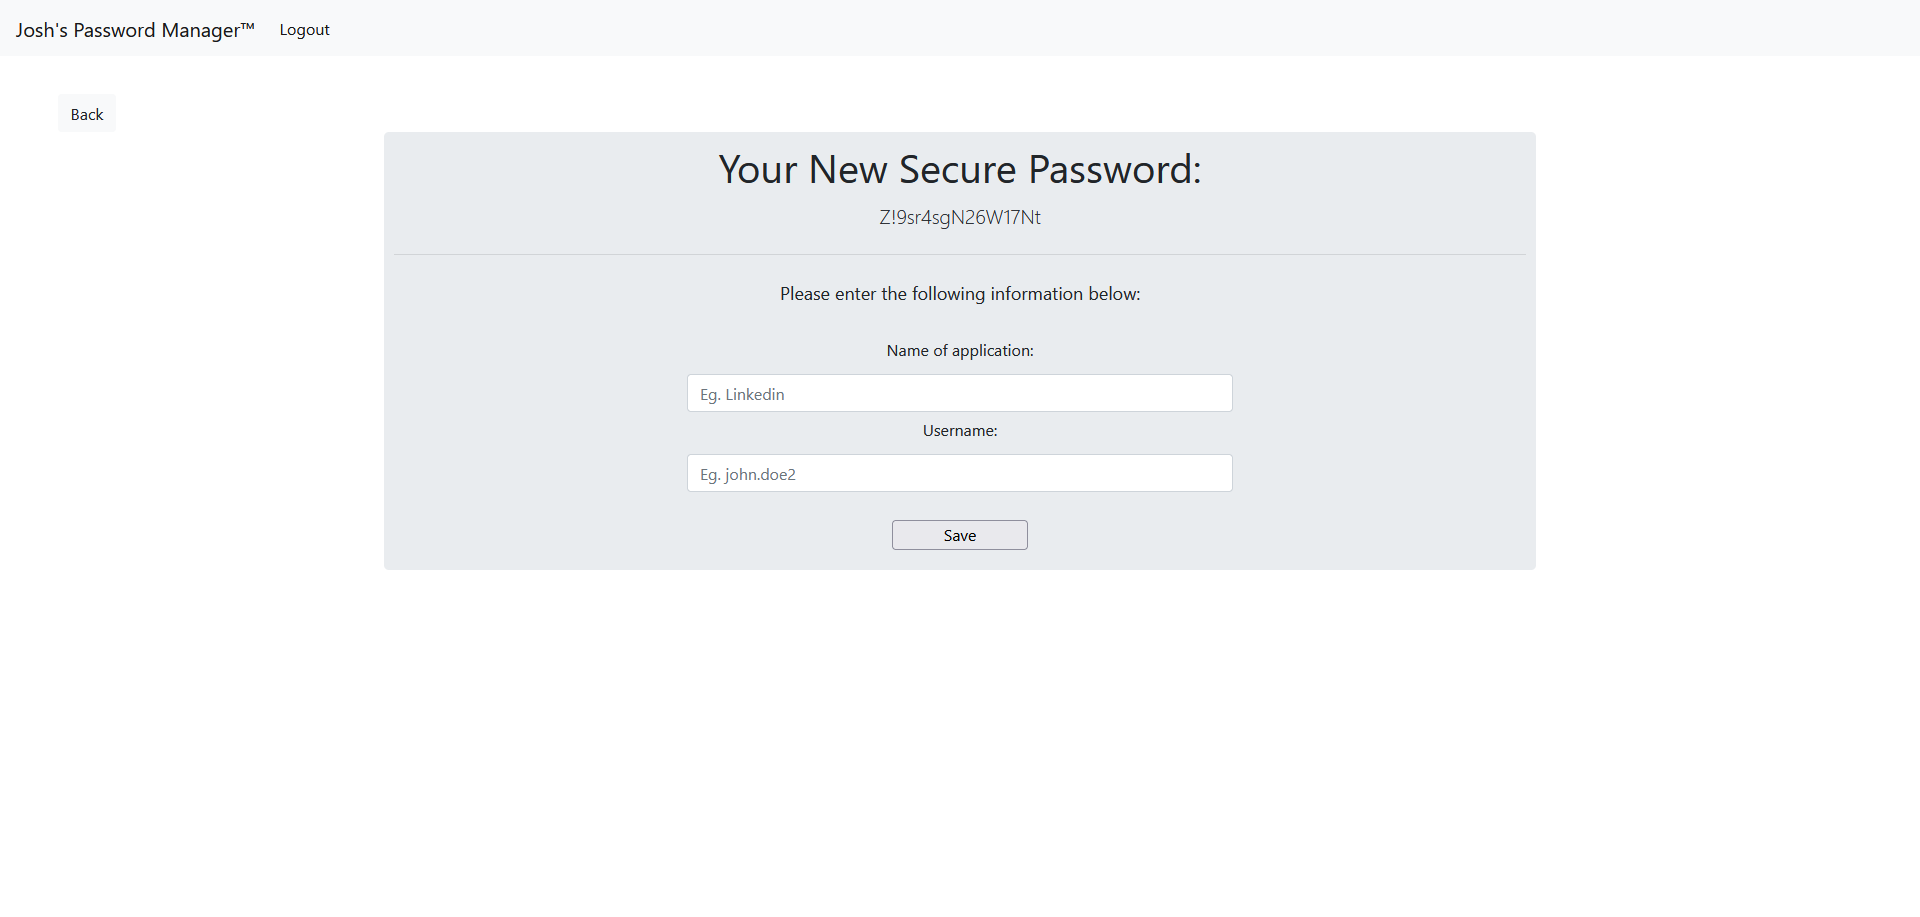 Josh's Password Manager™ Logout
Back
Your New Secure Password:
Z!9sr4sgN26W17Nt
Please enter the following information below:
Name of application:
Eg. Linkedin
Username:
Eg. john.doe2
Save